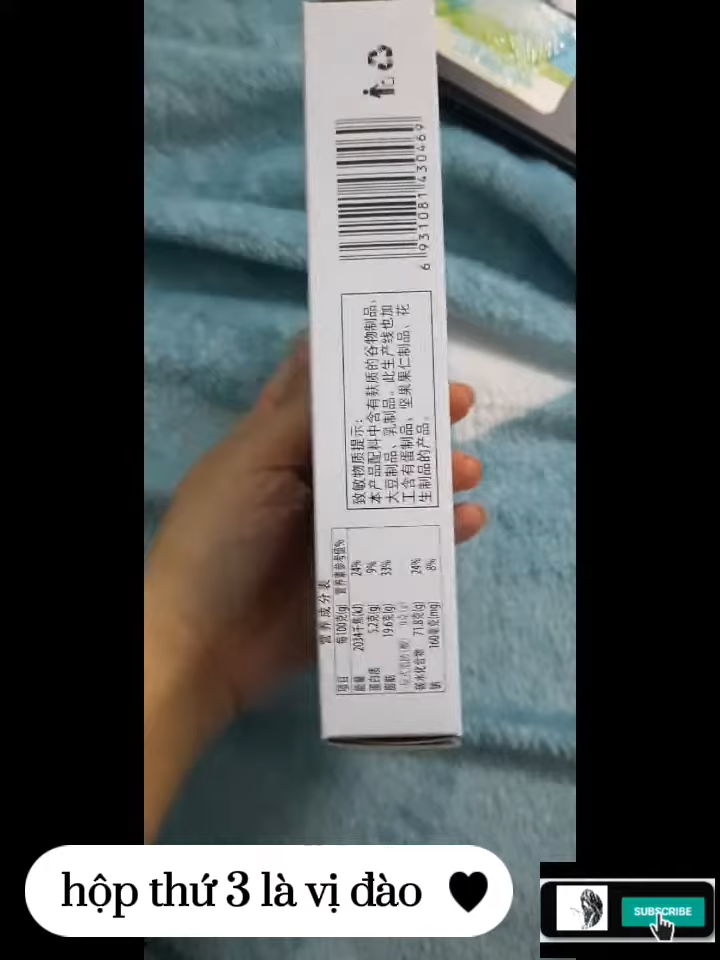 6 931081 430469
致敏物质提示:
本产品配料中含有麸质的谷物制品、
大豆制品、乳制品。此生产线也加
工含有蛋制品、坚果果仁制品、花
生制品的产品。
营养成分表
项目 每100克(g) 营养素参考值%
能量 2034千焦(kJ) 24%
蛋白质 5.2克(g) 9%
脂肪 19.6克(g) 33%
碳水化合物 71.8克(g) 24%
钠 160毫克(mg) 8%
hộp thứ 3 là vị đào
SUBSCRIBE